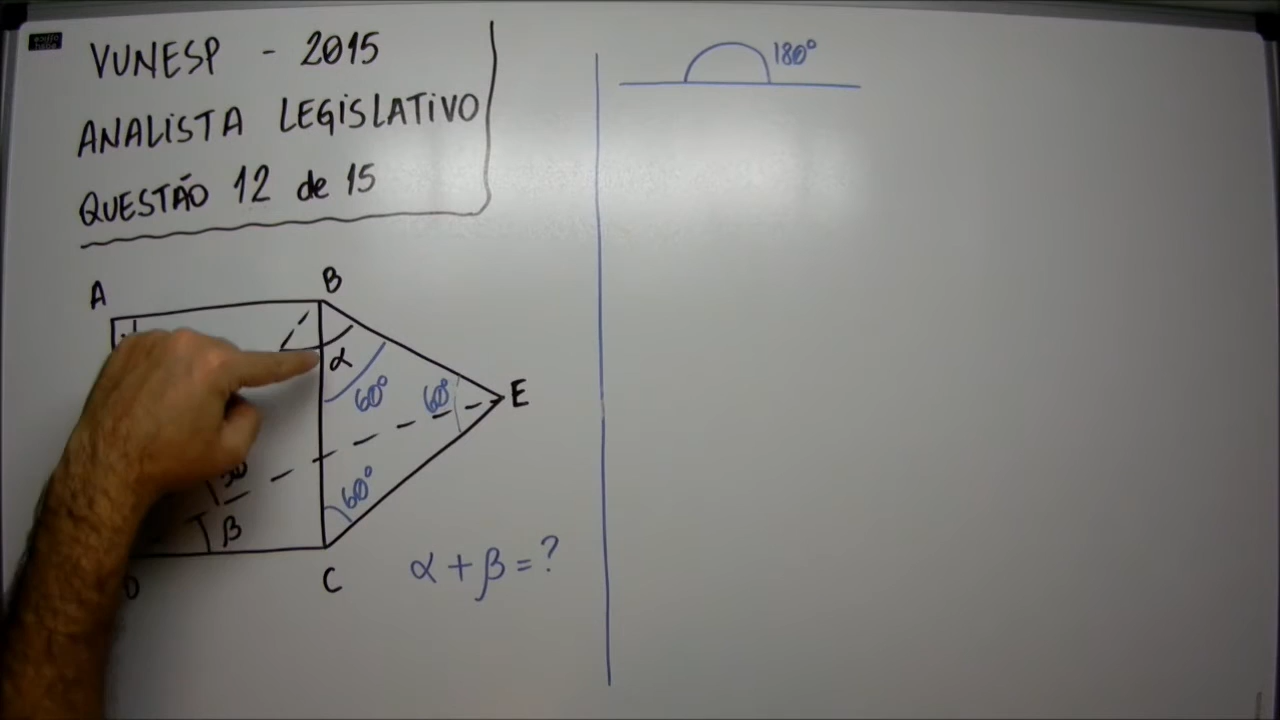 VUNESP - 2015
ANALISTA LEGISLATIVO
QUESTÃO 12 de 15
180°
A
B
α
60°
60°
E
60°
β
D
C
α + β = ?